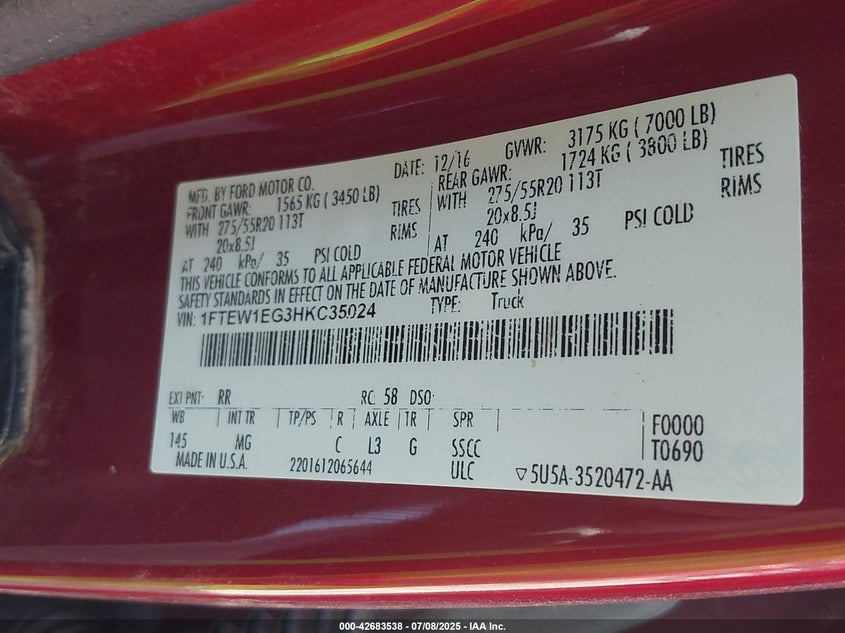 MFD. BY FORD MOTOR CO.
DATE: 12/16 GVWR: 3175 KG ( 7000 LB)
FRONT GAWR: 1565 KG ( 3450 LB)
WITH 275/55R20 113T TIRES
20x8.5J RIMS
AT 240 kPa/ 35 PSI COLD
REAR GAWR: 1724 KG ( 3800 LB)
WITH 275/55R20 113T TIRES
20x8.5J RIMS
AT 240 kPa/ 35 PSI COLD
THIS VEHICLE CONFORMS TO ALL APPLICABLE FEDERAL MOTOR VEHICLE
SAFETY STANDARDS IN EFFECT ON THE DATE OF MANUFACTURE SHOWN ABOVE.
VIN: 1FTEW1EG3HKC35024 TYPE: Truck
EXT PNT: RR RC: 58 DSO:
WB INT TR TP/PS R AXLE TR SPR F0000
145 MG C L3 G SSCC T0690
MADE IN U.S.A. 2201612065644 ULC ▽5U5A-3520472-AA
000-42683538 - 07/08/2025 - IAA Inc.